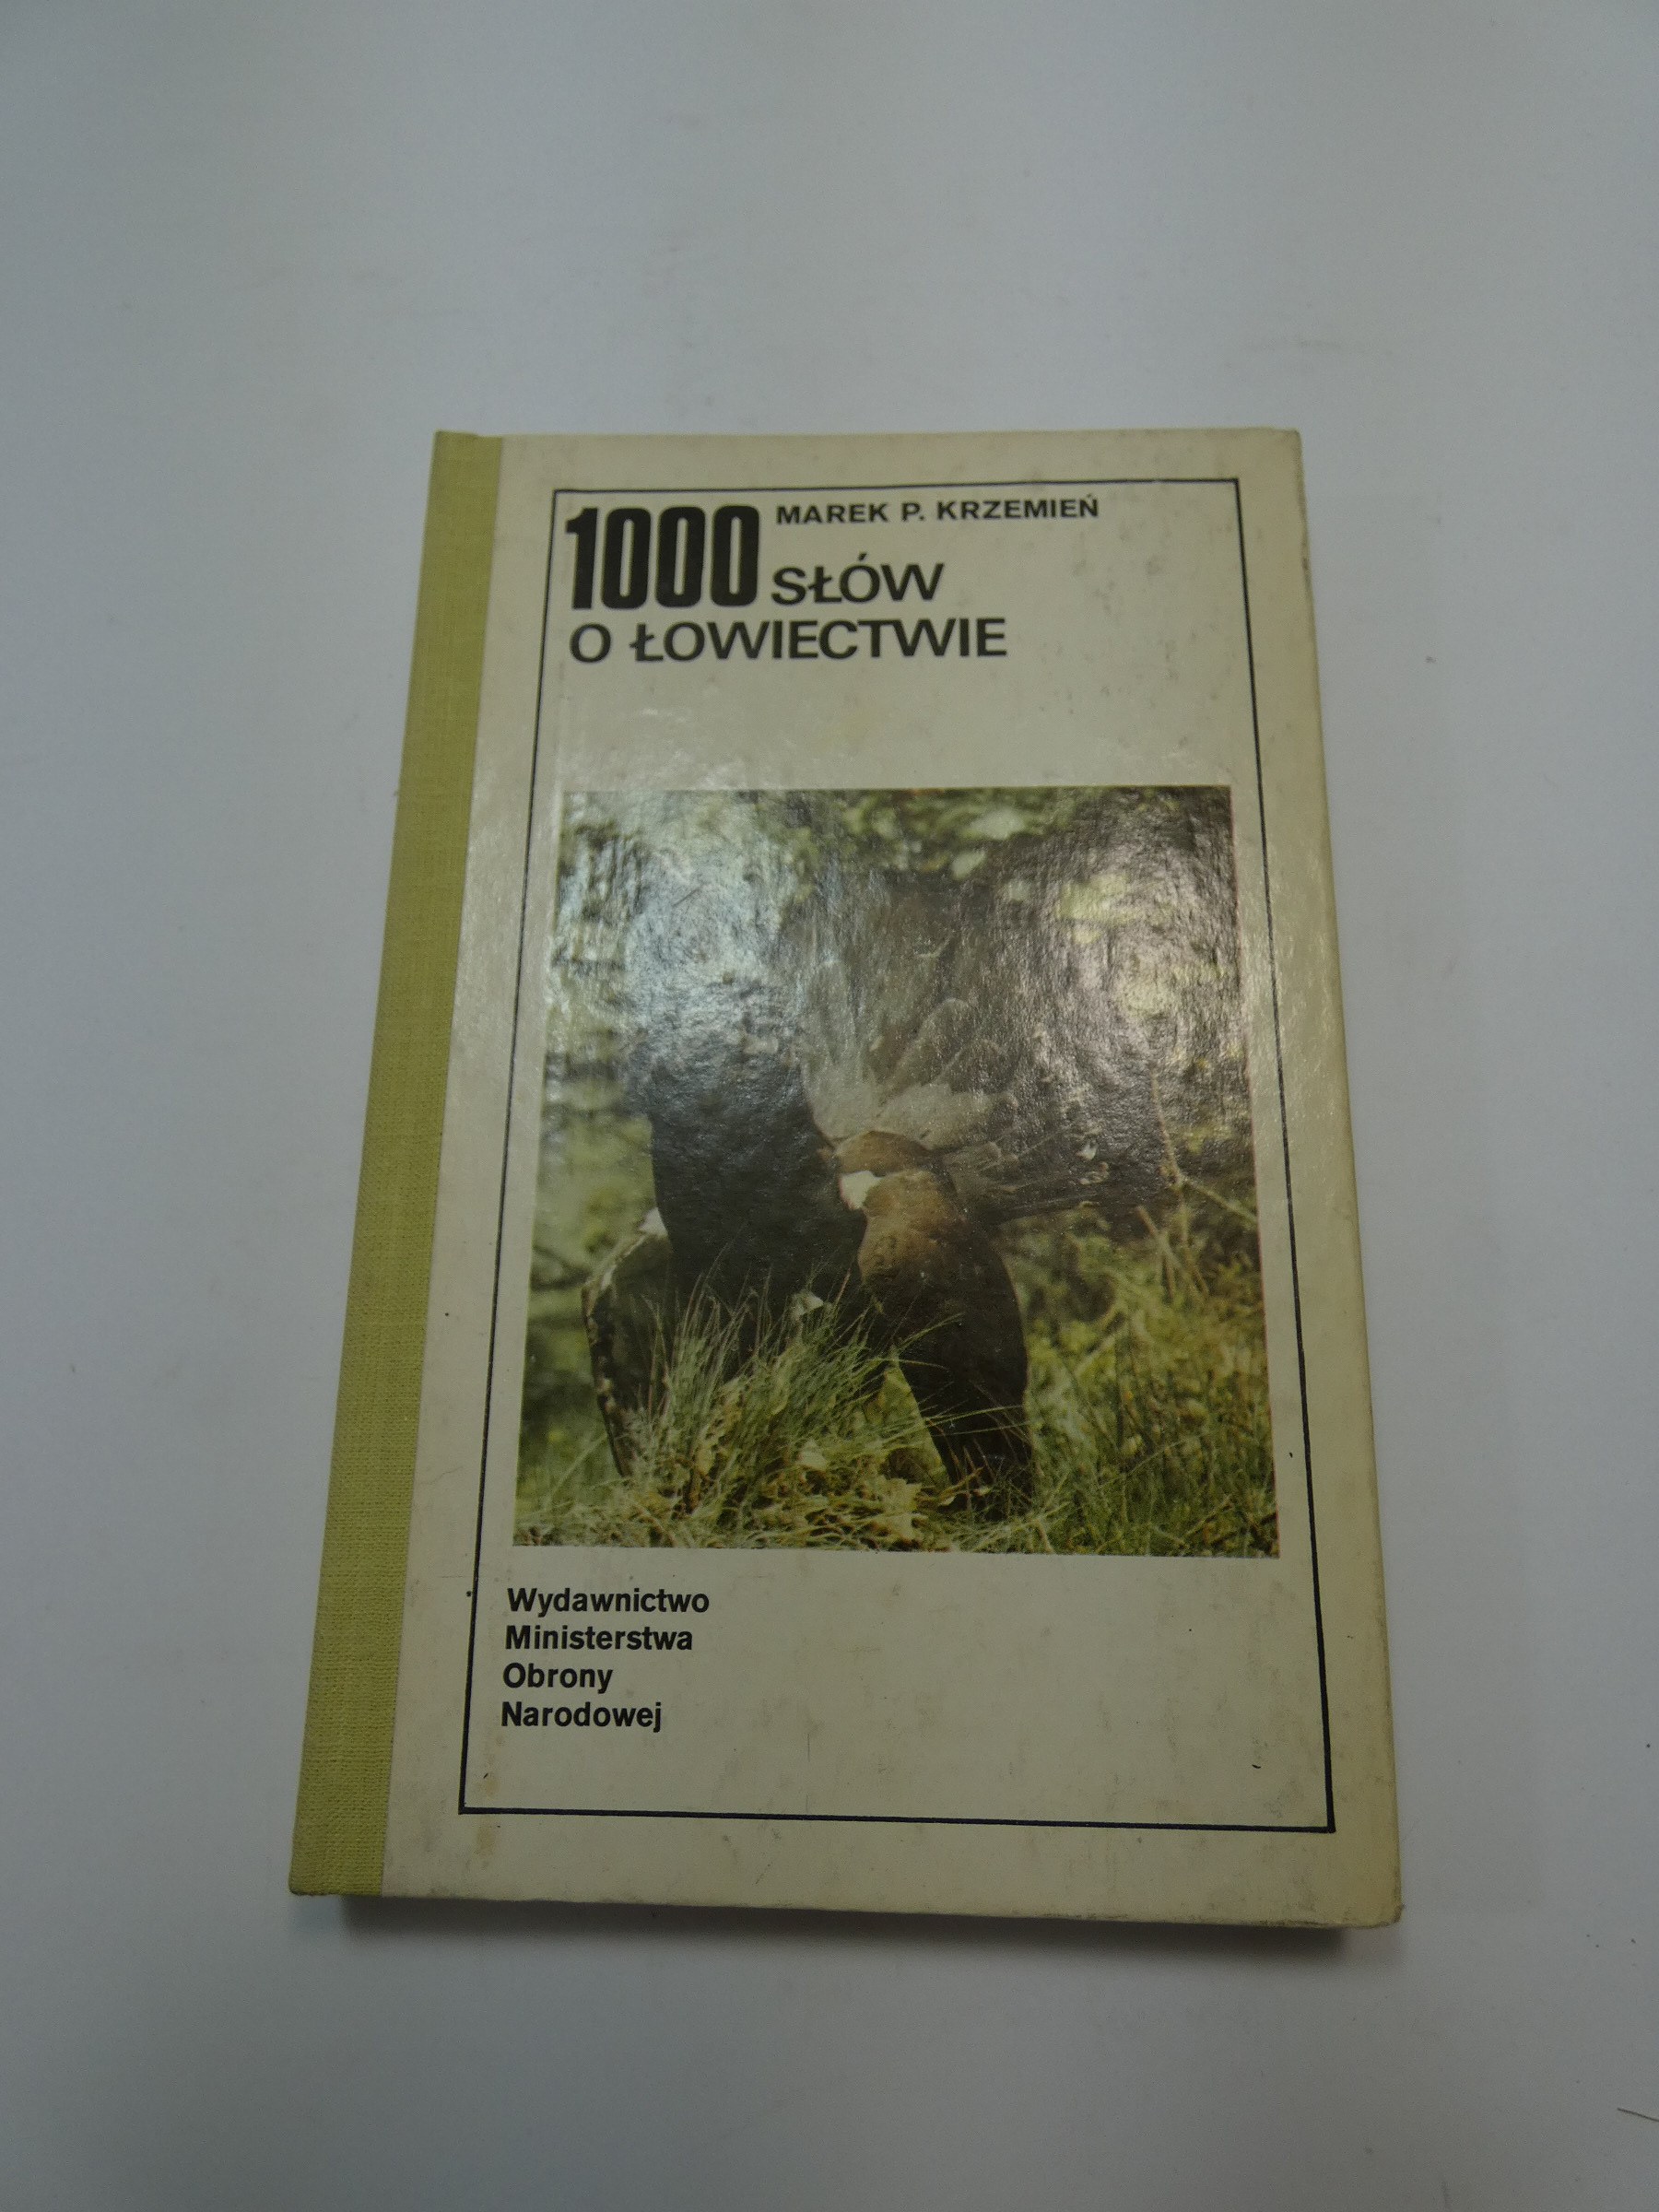 MAREK P. KRZEMIEŃ
1000 SŁÓW
O ŁOWIECTWIE
Wydawnictwo
Ministerstwa
Obrony
Narodowej